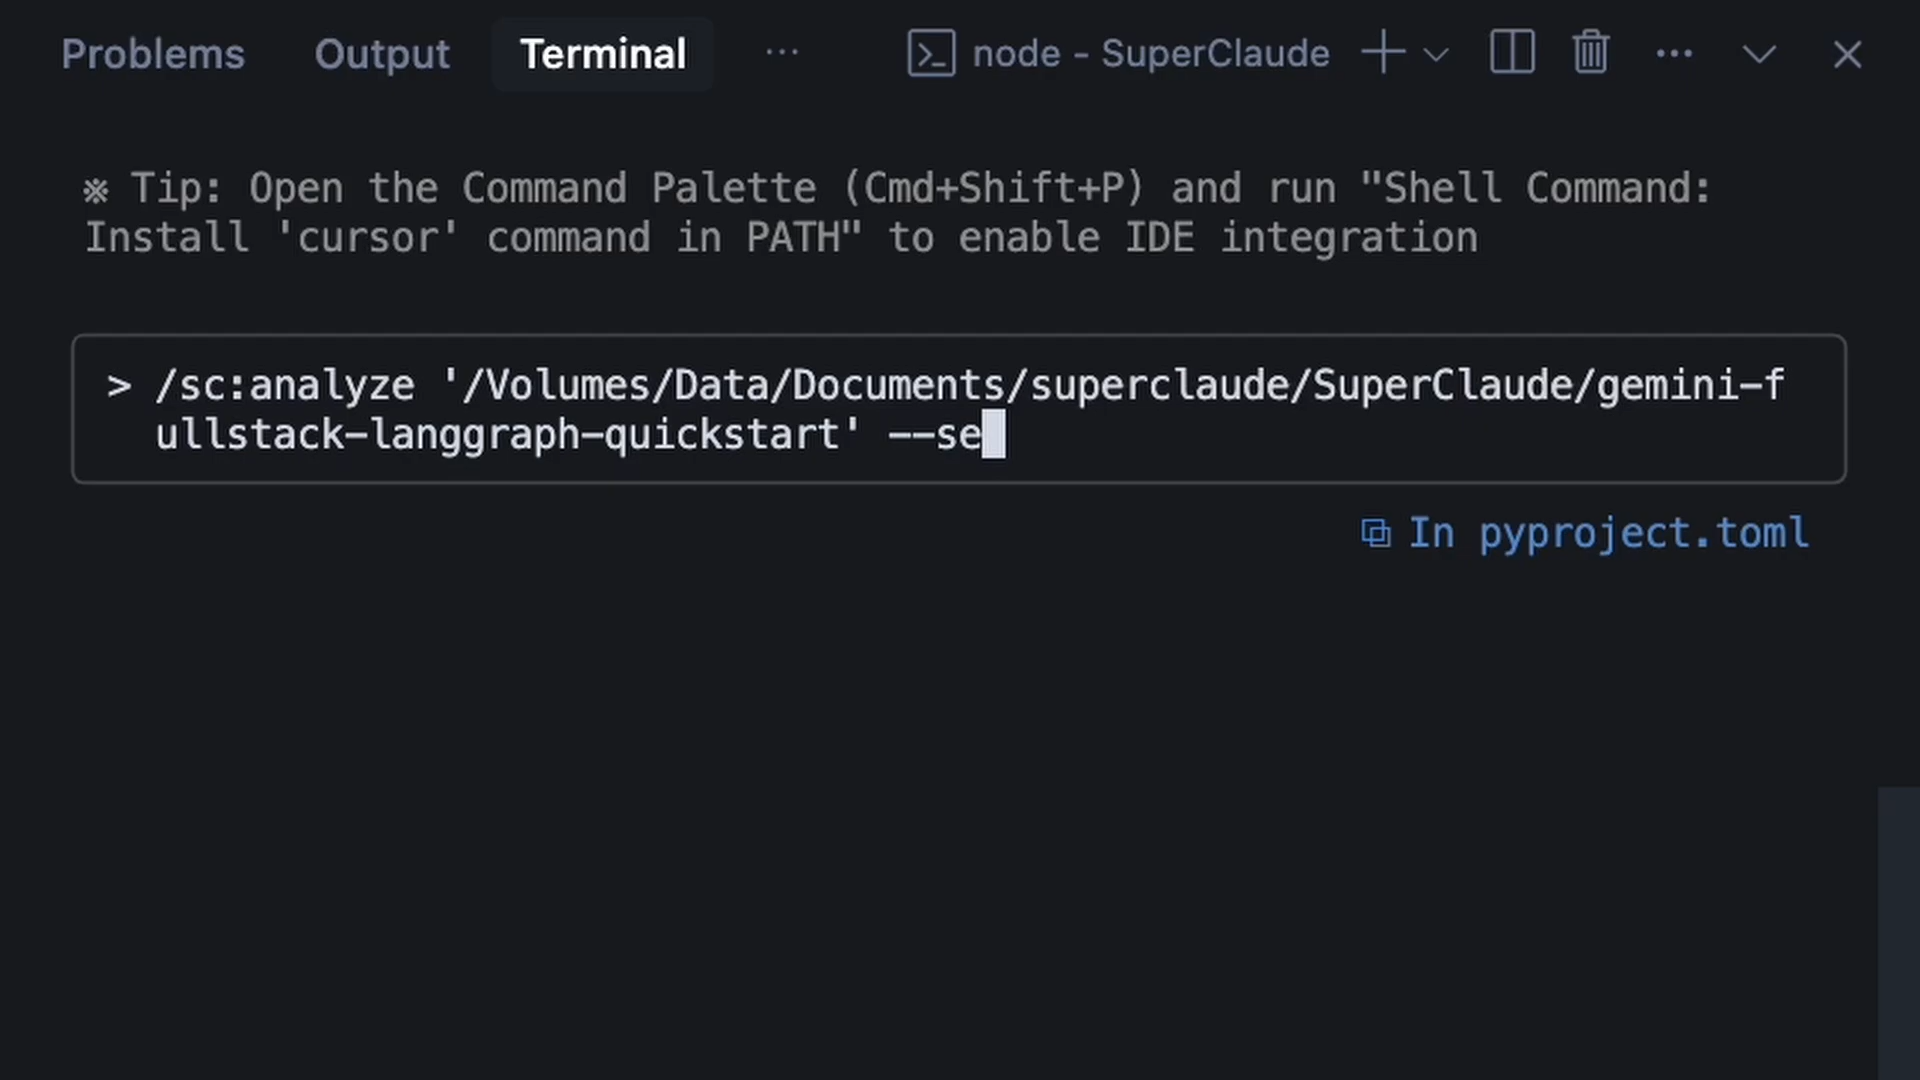 Problems Output Terminal ··· node - SuperClaude
※ Tip: Open the Command Palette (Cmd+Shift+P) and run "Shell Command:
Install 'cursor' command in PATH" to enable IDE integration
> /sc:analyze '/Volumes/Data/Documents/superclaude/SuperClaude/gemini-f
ullstack-langgraph-quickstart' --se
In pyproject.toml